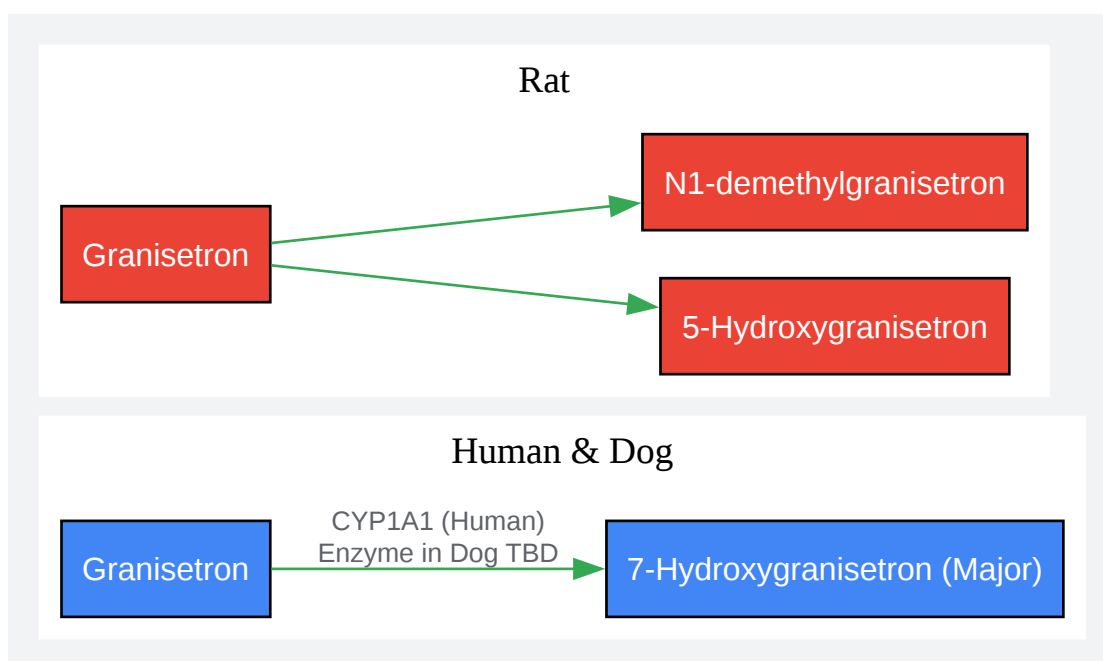 Rat
Granisetron
N1-demethylgranisetron
5-Hydroxygranisetron
Human & Dog
Granisetron
CYP1A1 (Human)
Enzyme in Dog TBD
7-Hydroxygranisetron (Major)